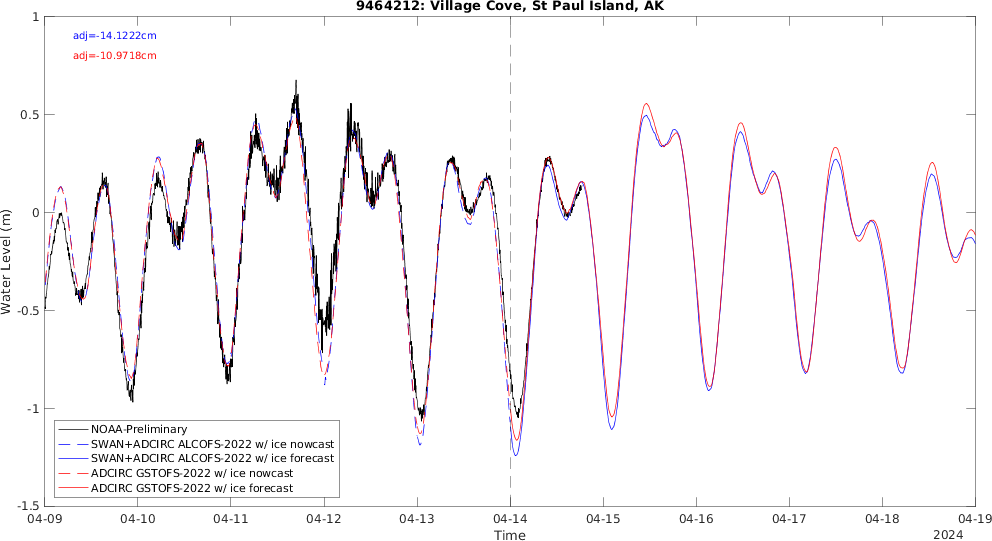 9464212: Village Cove, St Paul Island, AK
adj=-14.1222cm
adj=-10.9718cm
Water Level (m)
1
0.5
0
-0.5
-1
-1.5
NOAA-Preliminary
SWAN+ADCIRC ALCOFS-2022 w/ ice nowcast
SWAN+ADCIRC ALCOFS-2022 w/ ice forecast
ADCIRC GSTOFS-2022 w/ ice nowcast
ADCIRC GSTOFS-2022 w/ ice forecast
04-09 04-10 04-11 04-12 04-13 04-14 04-15 04-16 04-17 04-18 04-19
Time
2024